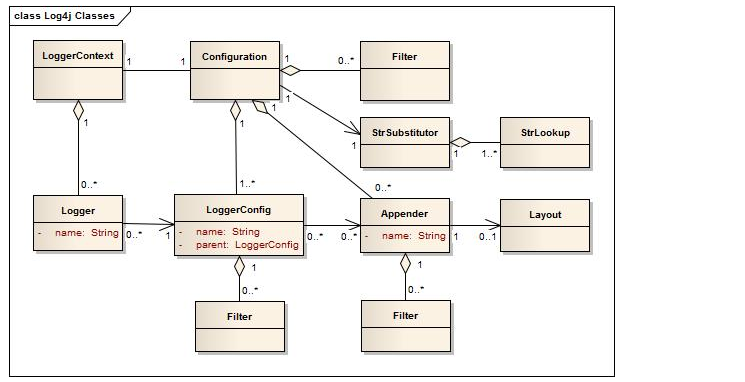 class Log4j Classes
LoggerContext
1
1
Configuration
1
0..*
Filter
1
1
1
1
1
StrSubstitutor
1
1..*
StrLookup
0..*
1..*
0..*
Logger
- name: String
0..*
1
LoggerConfig
- name: String
- parent: LoggerConfig
0..*
0..*
Appender
- name: String
1
0..1
Layout
1
0..*
Filter
1
0..*
Filter